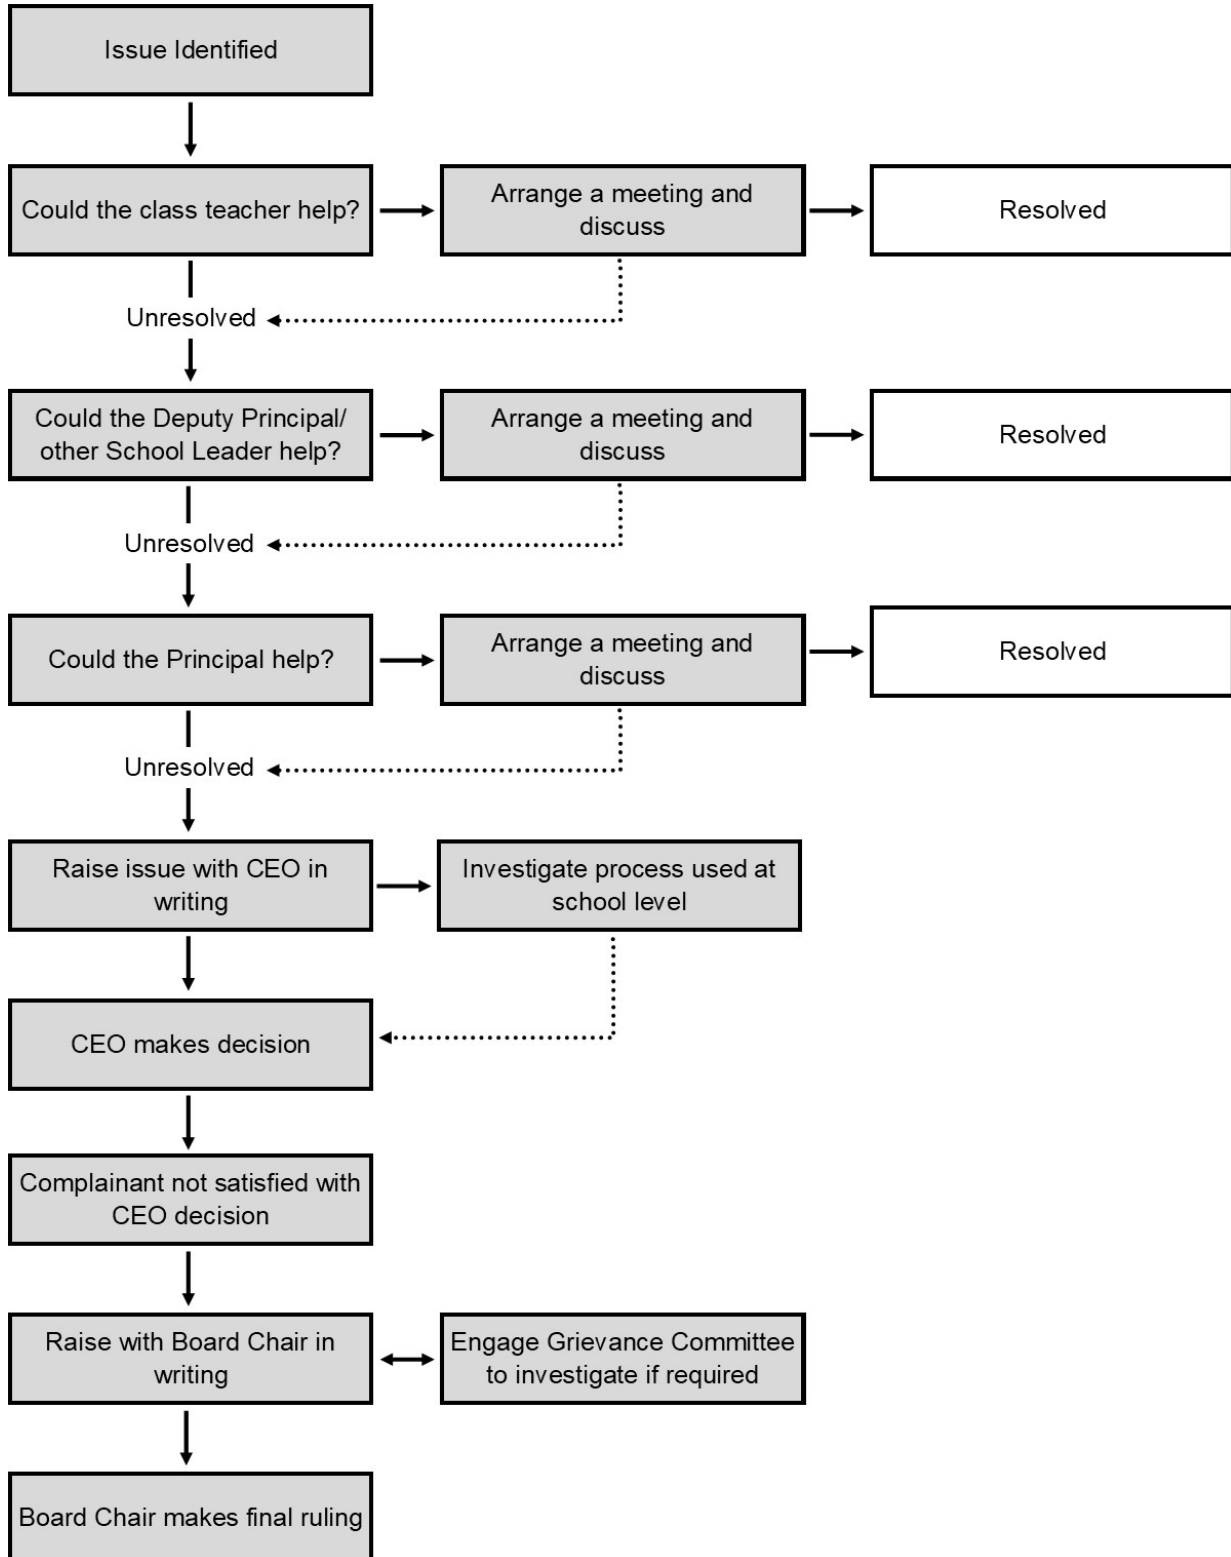 Issue Identified
Could the class teacher help?
Arrange a meeting and
discuss
Resolved
Unresolved
Could the Deputy Principal/
other School Leader help?
Arrange a meeting and
discuss
Resolved
Unresolved
Could the Principal help?
Arrange a meeting and
discuss
Resolved
Unresolved
Raise issue with CEO in
writing
Investigate process used at
school level
CEO makes decision
Complainant not satisfied with
CEO decision
Raise with Board Chair in
writing
Engage Grievance Committee
to investigate if required
Board Chair makes final ruling